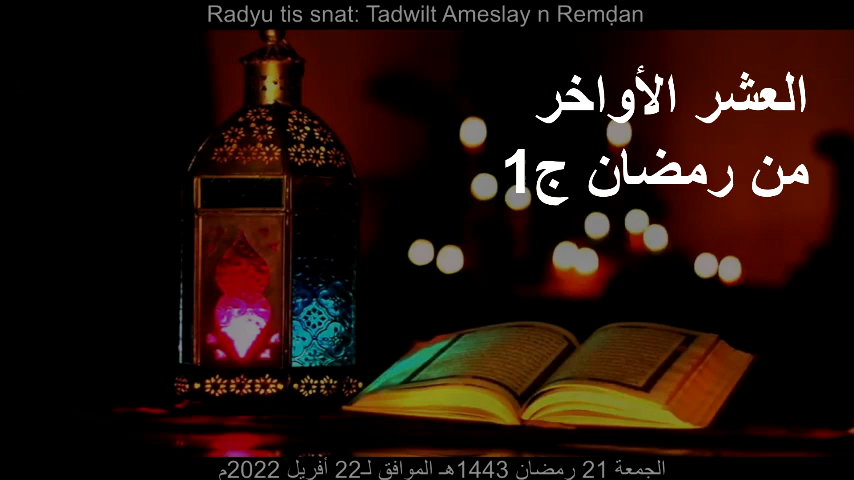 Radyu tis snat: Tadwilt Ameslay n Remḍan
العشر الأواخر
من رمضان ج1
الجمعة 21 رمضان 1443هـ الموافق لـ22 أفريل 2022م